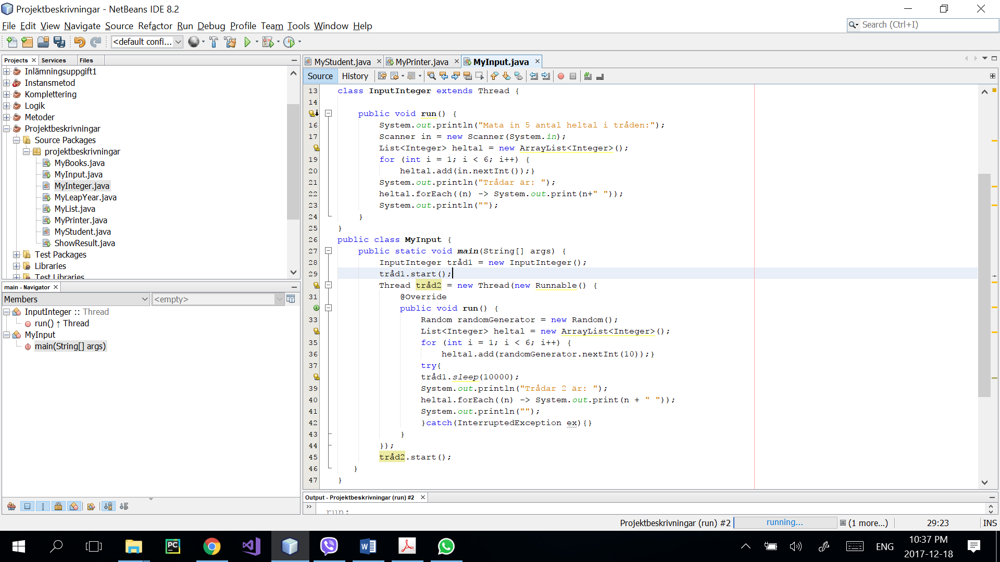 Projektbeskrivningar - NetBeans IDE 8.2
File Edit View Navigate Source Refactor Run Debug Profile Team Tools Window Help
Search (Ctrl+I)
<default confi...
Projects Services Files
Inlämningsuppgift1
Instansmetod
Komplettering
Logik
Metoder
Projektbeskrivningar
Source Packages
projektbeskrivningar
MyBooks.java
MyInput.java
MyInteger.java
MyLeapYear.java
MyList.java
MyPrinter.java
MyStudent.java
ShowResult.java
Test Packages
Libraries
Test Libraries
main - Navigator
Members <empty>
InputInteger :: Thread
run() ↑ Thread
MyInput
main(String[] args)
MyStudent.java MyPrinter.java MyInput.java
Source History
13 class InputInteger extends Thread {
14
public void run() {
16 System.out.println("Mata in 5 antal heltal i tråden:");
17 Scanner in = new Scanner(System.in);
List<Integer> heltal = new ArrayList<Integer>();
19 for (int i = 1; i < 6; i++) {
20 heltal.add(in.nextInt());}
21 System.out.println("Trådar är: ");
22 heltal.forEach((n) -> System.out.print(n+" "));
23 System.out.println("");
24 }
25 }
26 public class MyInput {
27 public static void main(String[] args) {
28 InputInteger tråd1 = new InputInteger();
29 tråd1.start();
Thread tråd2 = new Thread(new Runnable() {
31 @Override
public void run() {
33 Random randomGenerator = new Random();
List<Integer> heltal = new ArrayList<Integer>();
35 for (int i = 1; i < 6; i++) {
36 heltal.add(randomGenerator.nextInt(10));}
37 try{
tråd1.sleep(10000);
39 System.out.println("Trådar 2 är: ");
40 heltal.forEach((n) -> System.out.print(n + " "));
41 System.out.println("");
42 }catch(InterruptedException ex){}
43 }
44 });
45 tråd2.start();
46 }
47 }
Output - Projektbeskrivningar (run) #2
run:
Projektbeskrivningar (run) #2 running... (1 more...) 29:23 INS
ENG 10:37 PM
2017-12-18